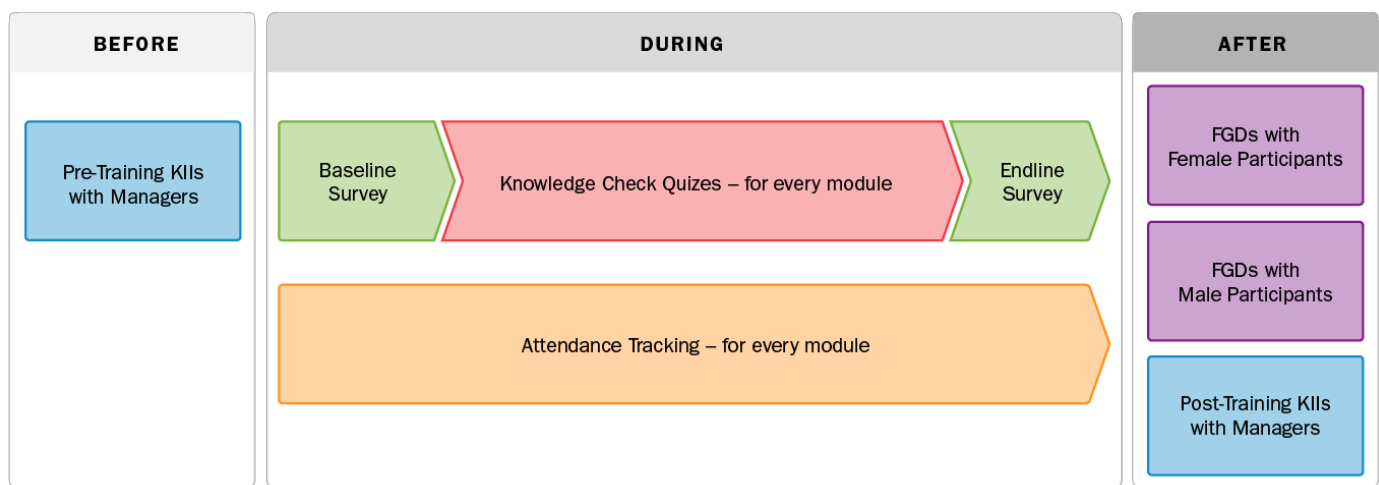 BEFORE
Pre-Training KIIs
with Managers
DURING
Baseline
Survey
Knowledge Check Quizes – for every module
Endline
Survey
Attendance Tracking – for every module
AFTER
FGDs with
Female Participants
FGDs with
Male Participants
Post-Training KIIs
with Managers